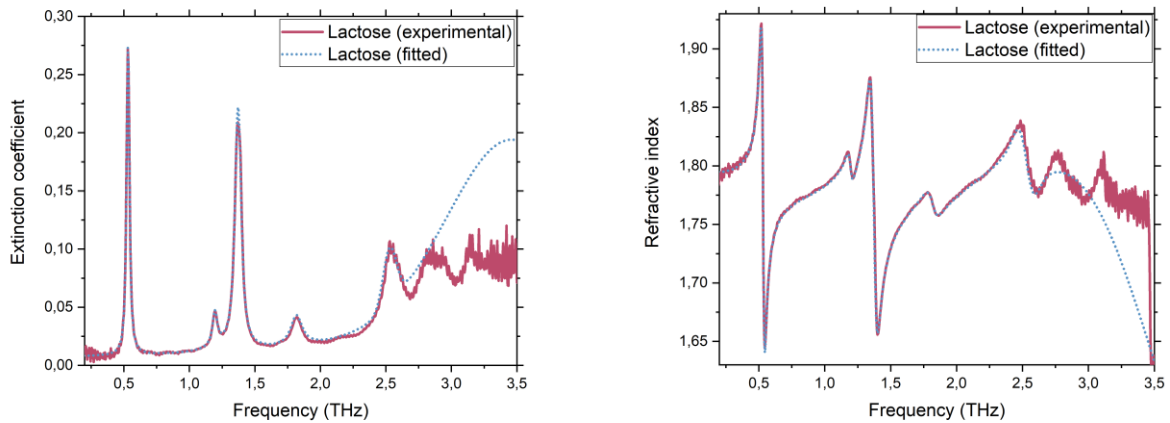 0,30
0,25
0,20
0,15
0,10
0,05
0,00
Extinction coefficient
Lactose (experimental)
Lactose (fitted)
0,5 1,0 1,5 2,0 2,5 3,0 3,5
Frequency (THz)
1,90
1,85
1,80
1,75
1,70
1,65
Refractive index
Lactose (experimental)
Lactose (fitted)
0,5 1,0 1,5 2,0 2,5 3,0 3,5
Frequency (THz)